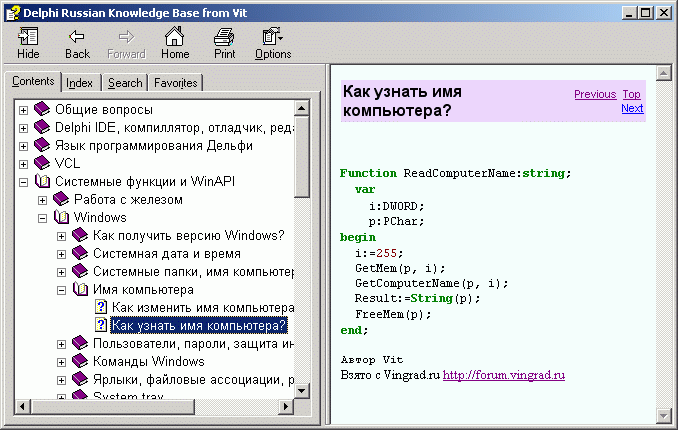 Delphi Russian Knowledge Base from Vit
Hide Back Forward Home Print Options
Contents Index Search Favorites
Общие вопросы
Delphi IDE, компиллятор, отладчик, реда
Язык программирования Дельфи
VCL
Системные функции и WinAPI
Работа с железом
Windows
Как получить версию Windows?
Системная дата и время
Системные папки, имя компьютер
Имя компьютера
Как изменить имя компьютера
Как узнать имя компьютера?
Пользователи, пароли, защита ин
Команды Windows
Ярлыки, файловые ассоциации, р
System tray
Как узнать имя компьютера?
Previous Top
Next
Function ReadComputerName:string;
var
i:DWORD;
p:PChar;
begin
i:=255;
GetMem(p, i);
GetComputerName(p, i);
Result:=String(p);
FreeMem(p);
end;
Автор Vit
Взято с Vingrad.ru http://forum.vingrad.ru